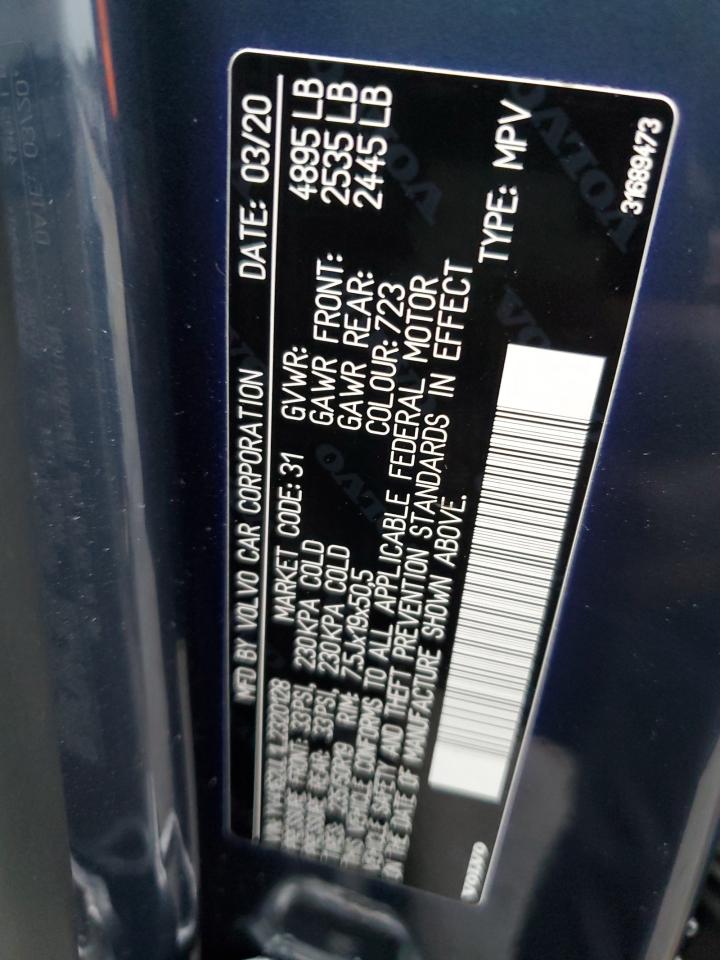 MFD BY VOLVO CAR CORPORATION DATE: 03/20
MARKET CODE: 31 GVWR: 4895 LB
FRONT: 33PSI, 230KPA COLD GAWR FRONT: 2535 LB
REAR: 33PSI, 230KPA COLD GAWR REAR: 2445 LB
RIM: 7.5Jx19x50,5 COLOUR: 723
VEHICLE CONFORMS TO ALL APPLICABLE FEDERAL MOTOR
SAFETY AND THEFT PREVENTION STANDARDS IN EFFECT
ON THE DATE OF MANUFACTURE SHOWN ABOVE.
TYPE: MPV
VOLVO
31689473